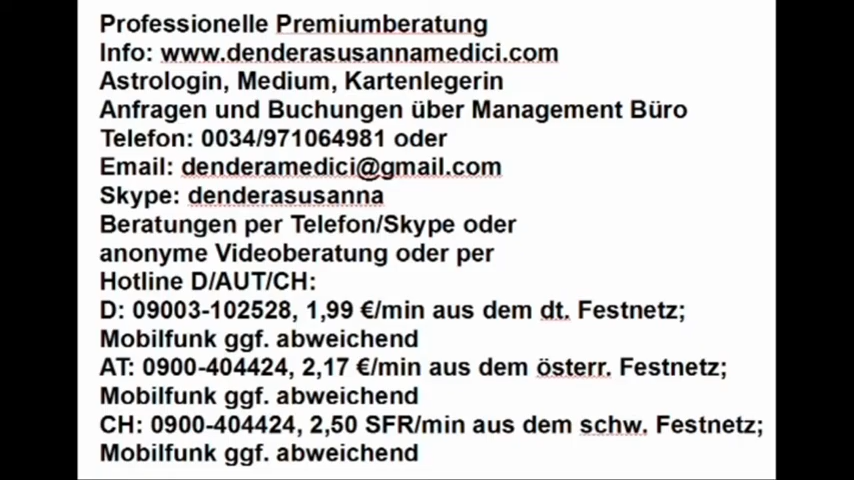 Professionelle Premiumberatung
Info: www.denderasusannamedici.com
Astrologin, Medium, Kartenlegerin
Anfragen und Buchungen über Management Büro
Telefon: 0034/971064981 oder
Email: denderamedici@gmail.com
Skype: denderasusanna
Beratungen per Telefon/Skype oder
anonyme Videoberatung oder per
Hotline D/AUT/CH:
D: 09003-102528, 1,99 €/min aus dem dt. Festnetz;
Mobilfunk ggf. abweichend
AT: 0900-404424, 2,17 €/min aus dem österr. Festnetz;
Mobilfunk ggf. abweichend
CH: 0900-404424, 2,50 SFR/min aus dem schw. Festnetz;
Mobilfunk ggf. abweichend